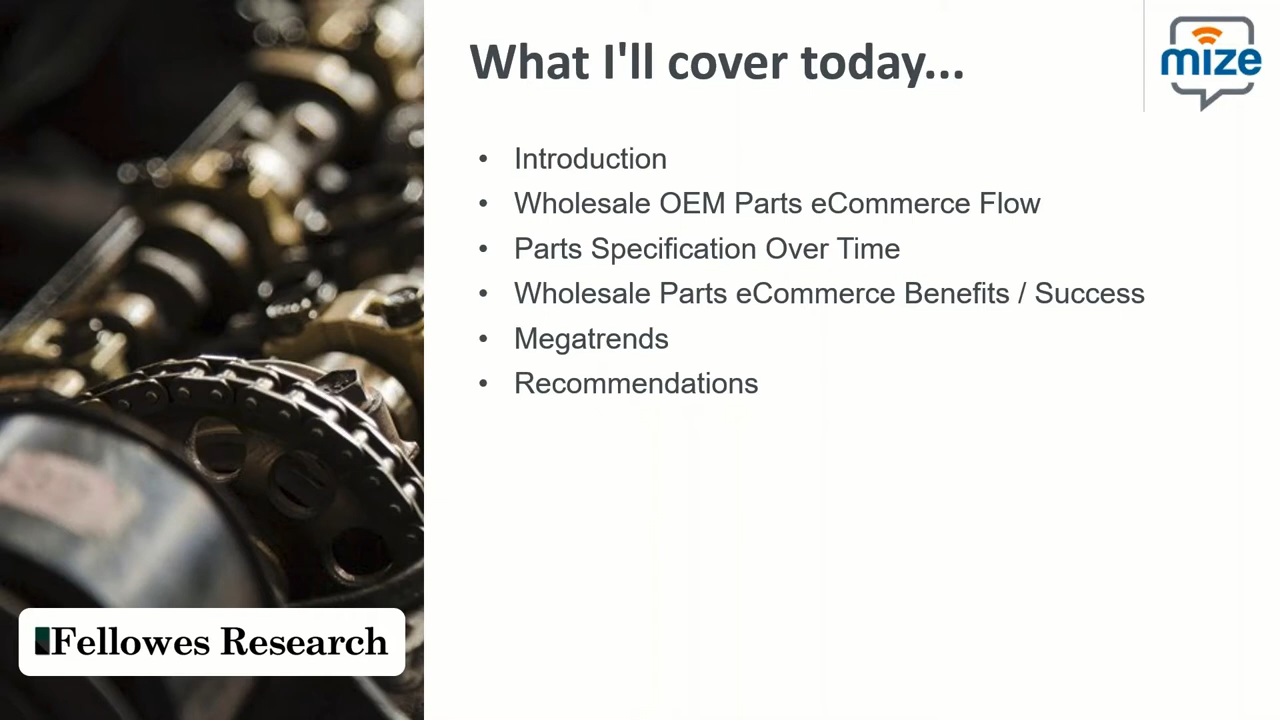 What I'll cover today...
mize
• Introduction
• Wholesale OEM Parts eCommerce Flow
• Parts Specification Over Time
• Wholesale Parts eCommerce Benefits / Success
• Megatrends
• Recommendations
Fellowes Research